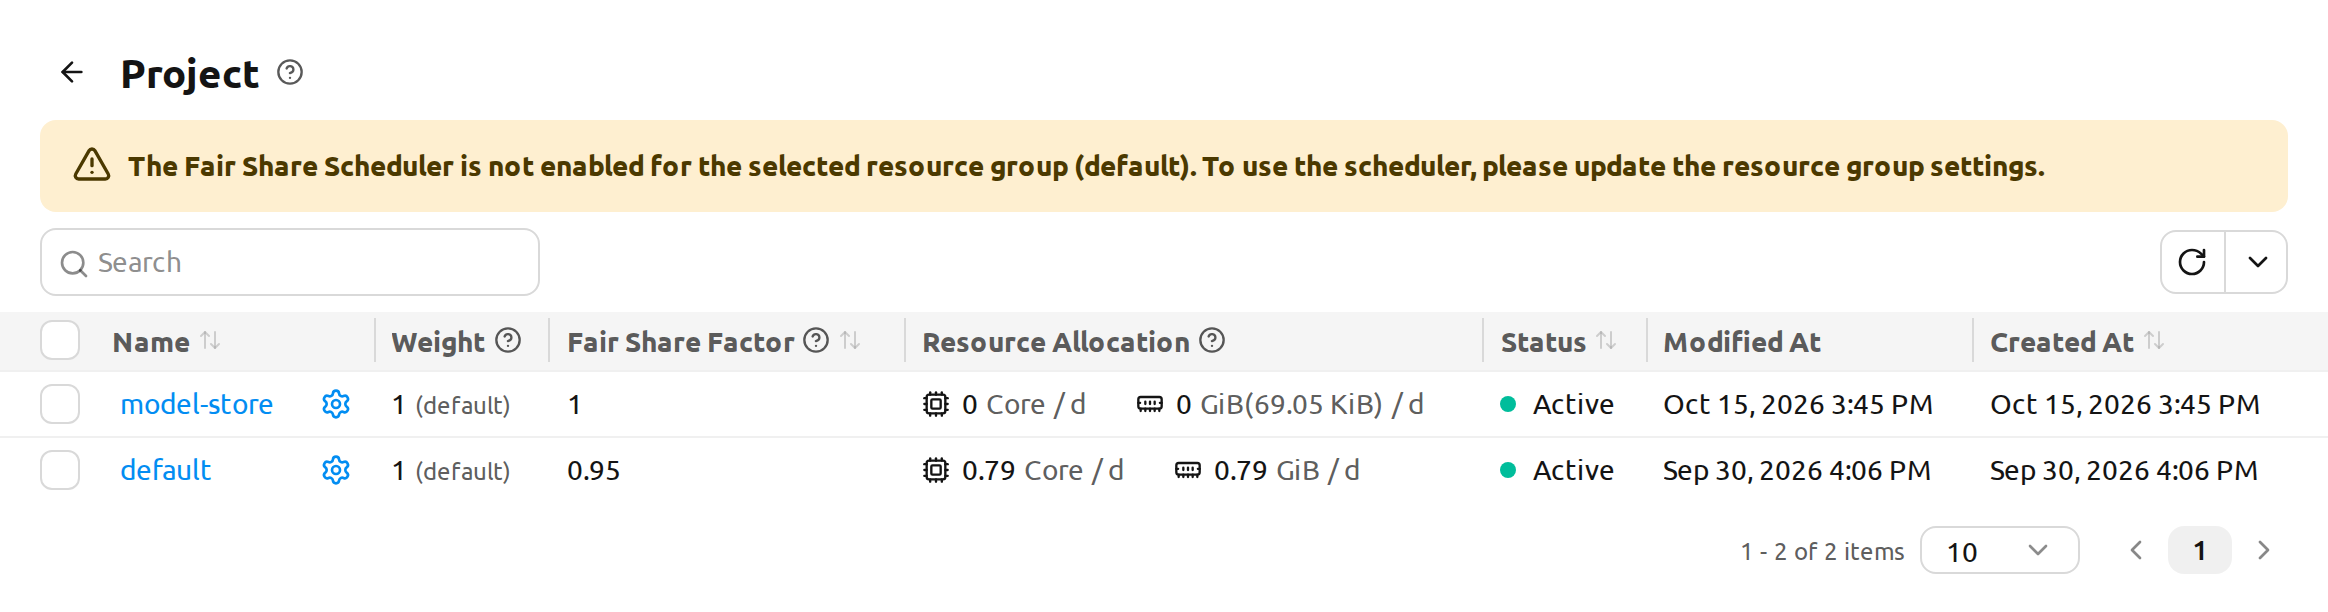 Project
The Fair Share Scheduler is not enabled for the selected resource group (default). To use the scheduler, please update the resource group settings.
Search
Name Weight Fair Share Factor Resource Allocation Status Modified At Created At
model-store 1 (default) 1 0 Core / d 0 GiB(69.05 KiB) / d Active Oct 15, 2026 3:45 PM Oct 15, 2026 3:45 PM
default 1 (default) 0.95 0.79 Core / d 0.79 GiB / d Active Sep 30, 2026 4:06 PM Sep 30, 2026 4:06 PM
1 - 2 of 2 items 10 1